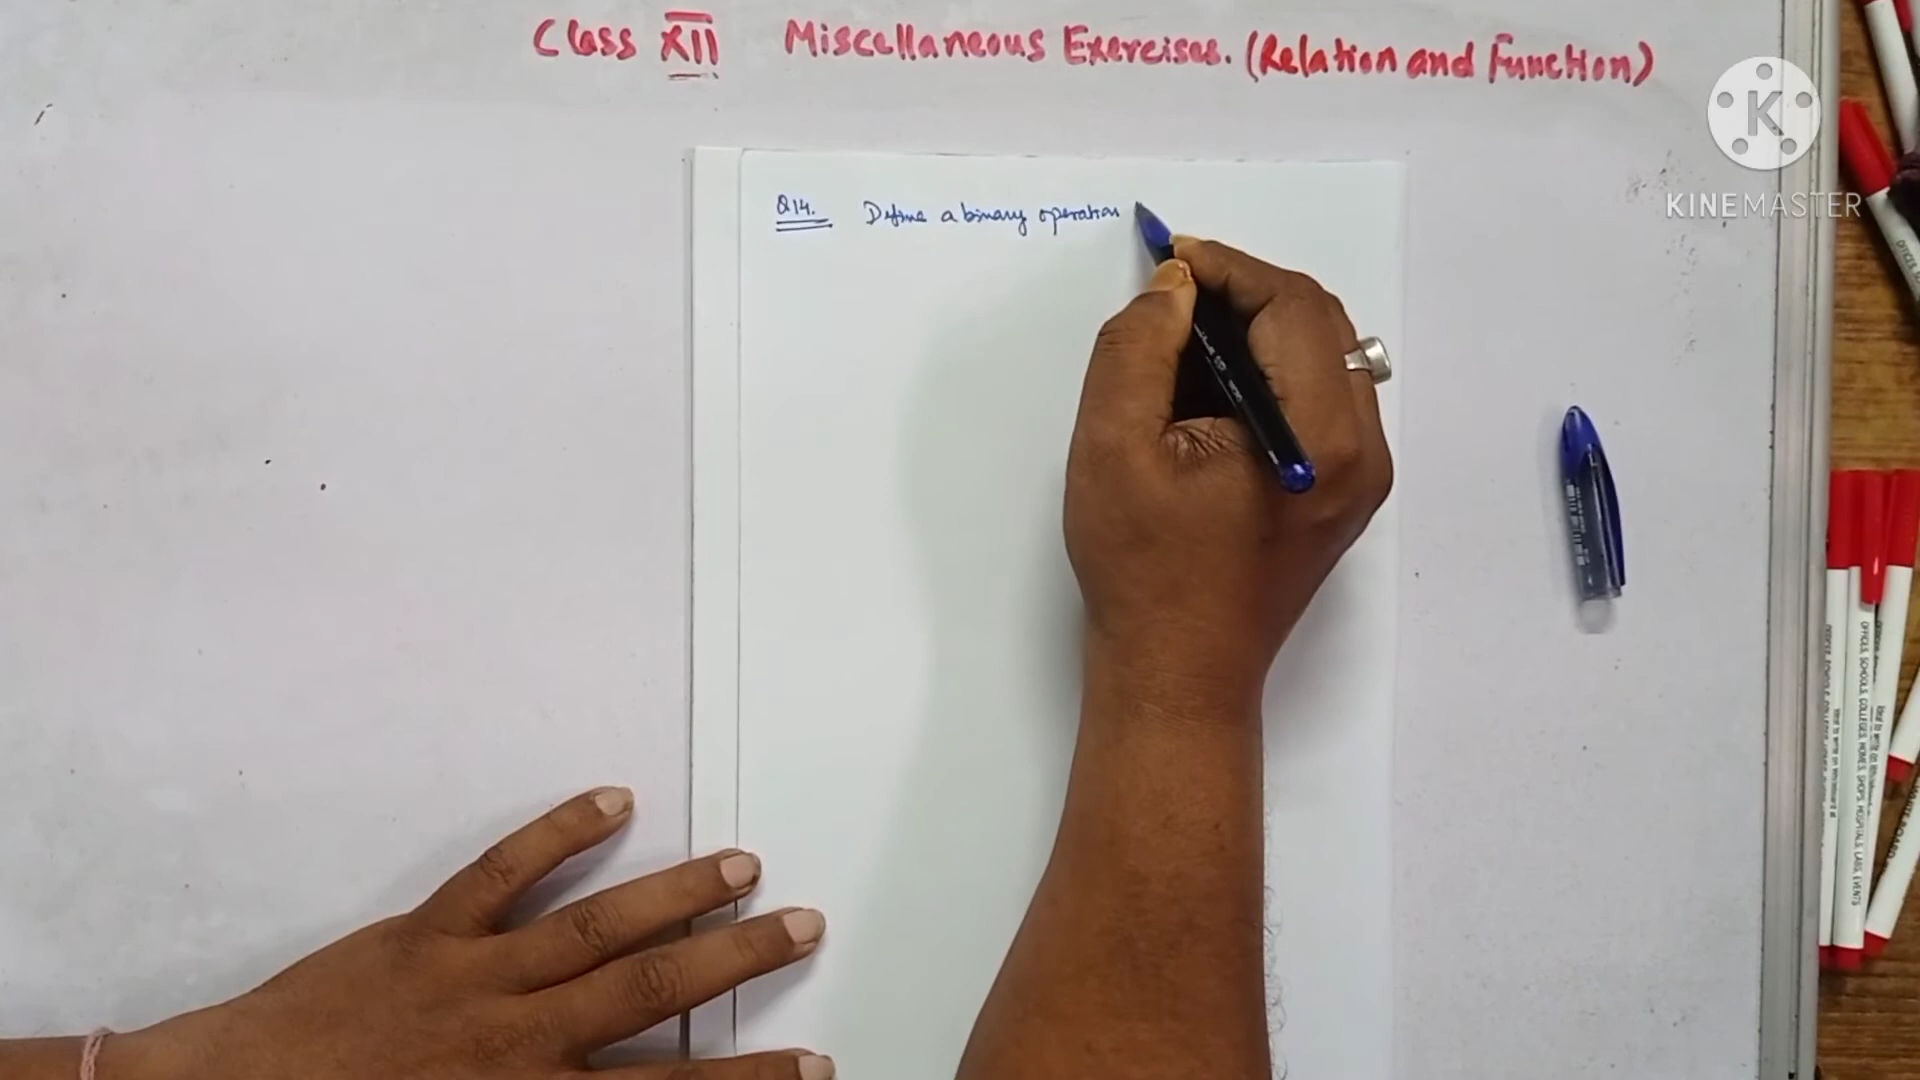 Class XII Miscellaneous Exercises. (Relation and Function)
K
KINEMASTER
Q14. Define a binary operation